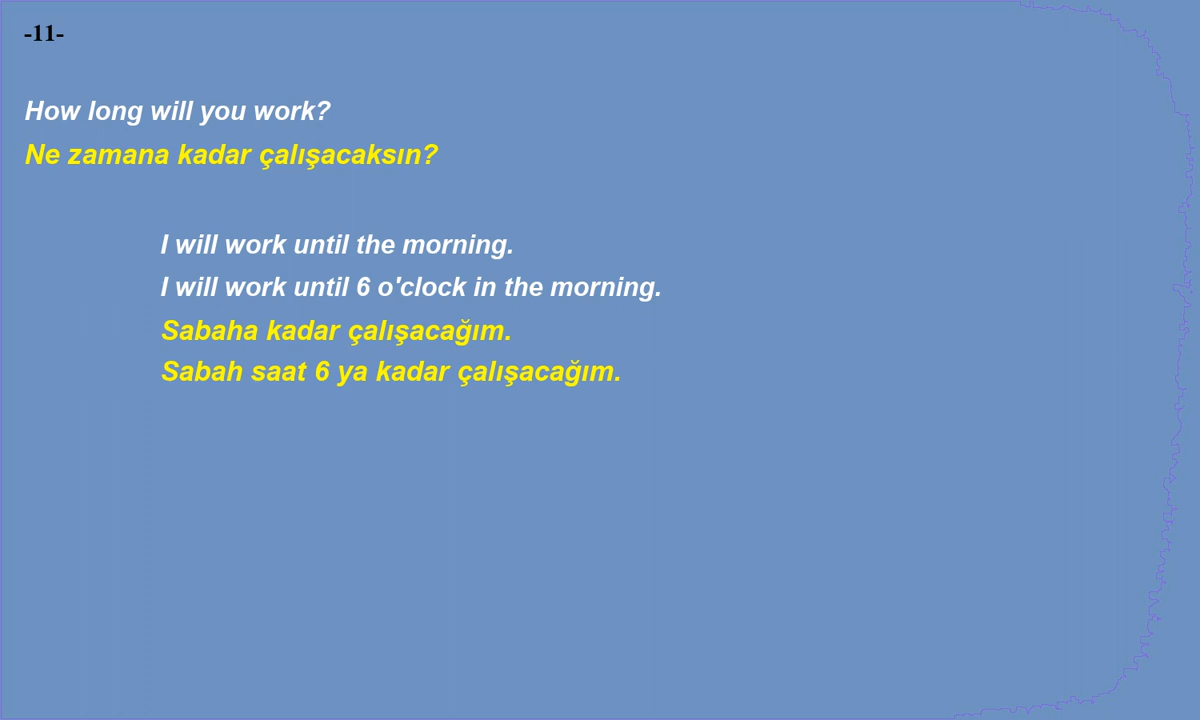 -11-
How long will you work?
Ne zamana kadar çalışacaksın?
I will work until the morning.
I will work until 6 o'clock in the morning.
Sabaha kadar çalışacağım.
Sabah saat 6 ya kadar çalışacağım.